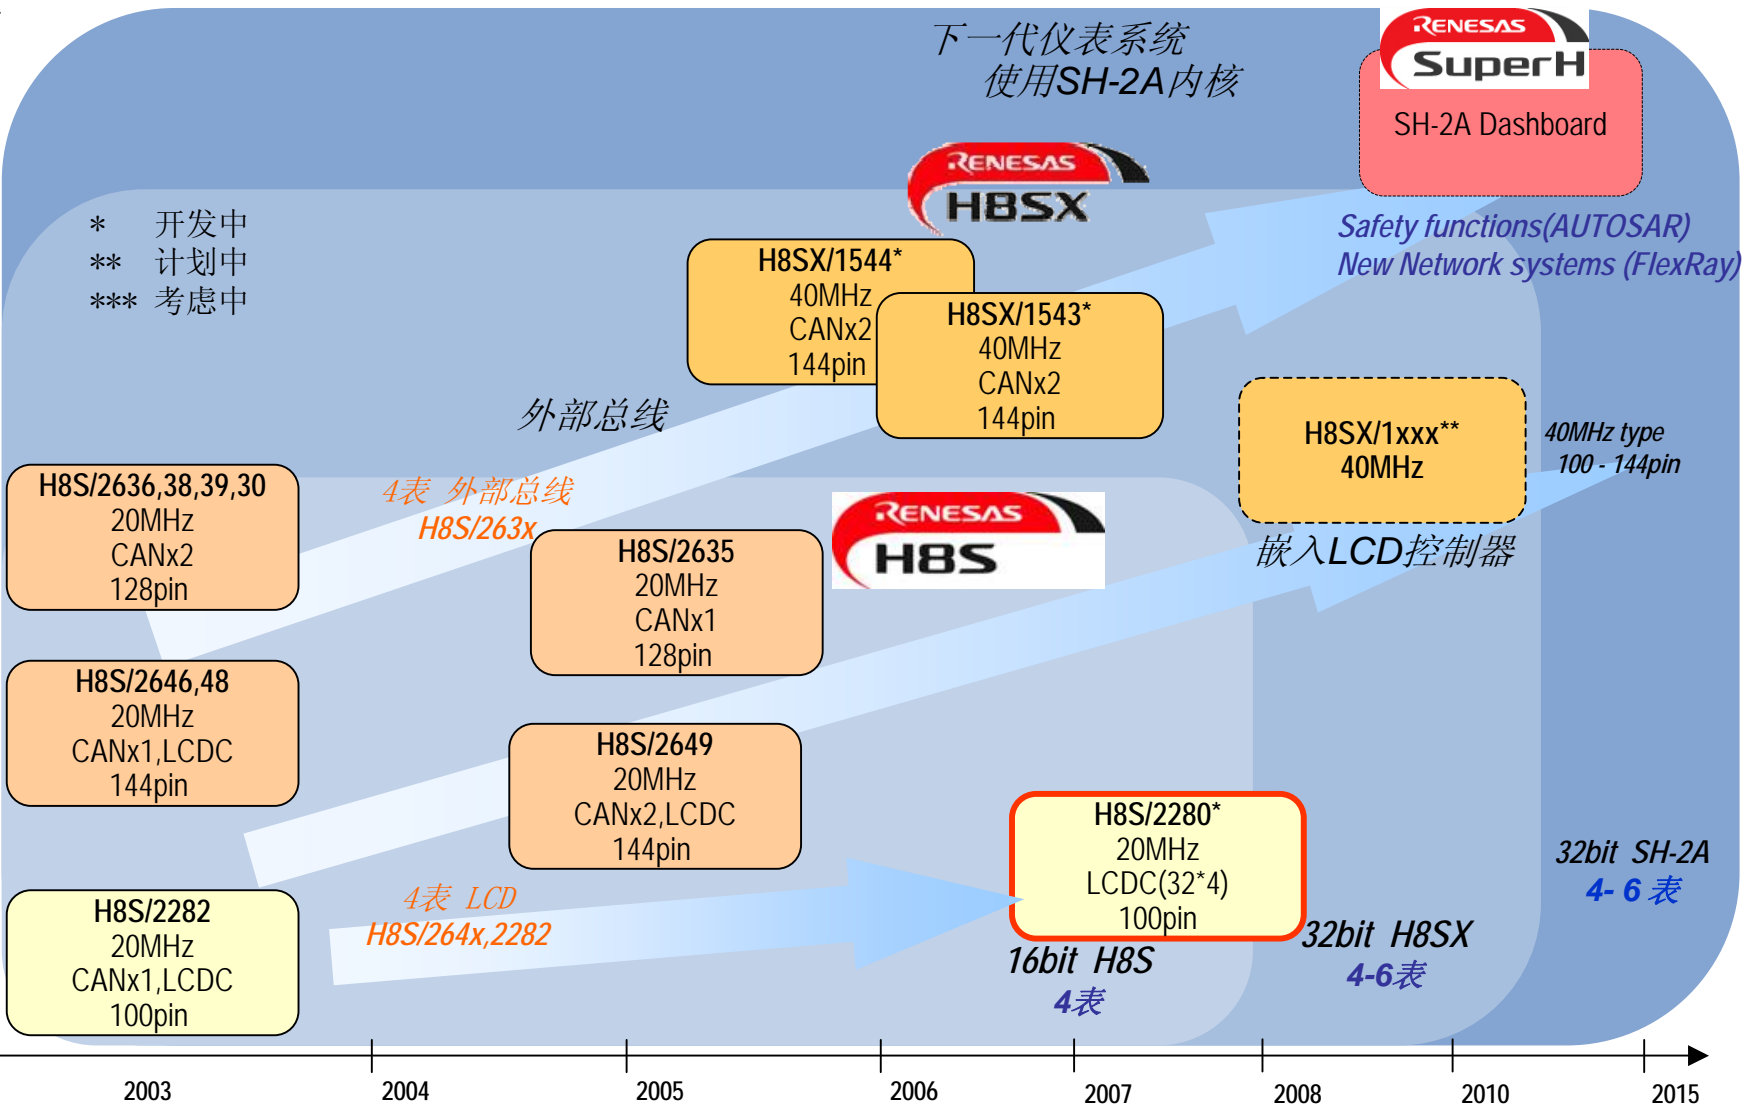 下一代仪表系统
使用SH-2A内核
RENESAS
SuperH
SH-2A Dashboard
Safety functions(AUTOSAR)
New Network systems (FlexRay)
* 开发中
** 计划中
*** 考虑中
RENESAS
H8SX
H8SX/1544*
40MHz
CANx2
144pin
H8SX/1543*
40MHz
CANx2
144pin
外部总线
H8SX/1xxx**
40MHz
40MHz type
100 - 144pin
嵌入LCD控制器
H8S/2636,38,39,30
20MHz
CANx2
128pin
4表 外部总线
H8S/263x
RENESAS
H8S
H8S/2635
20MHz
CANx1
128pin
H8S/2646,48
20MHz
CANx1,LCDC
144pin
H8S/2649
20MHz
CANx2,LCDC
144pin
H8S/2280*
20MHz
LCDC(32*4)
100pin
H8S/2282
20MHz
CANx1,LCDC
100pin
4表 LCD
H8S/264x,2282
16bit H8S
4表
32bit H8SX
4-6表
32bit SH-2A
4- 6 表
2003 2004 2005 2006 2007 2008 2010 2015